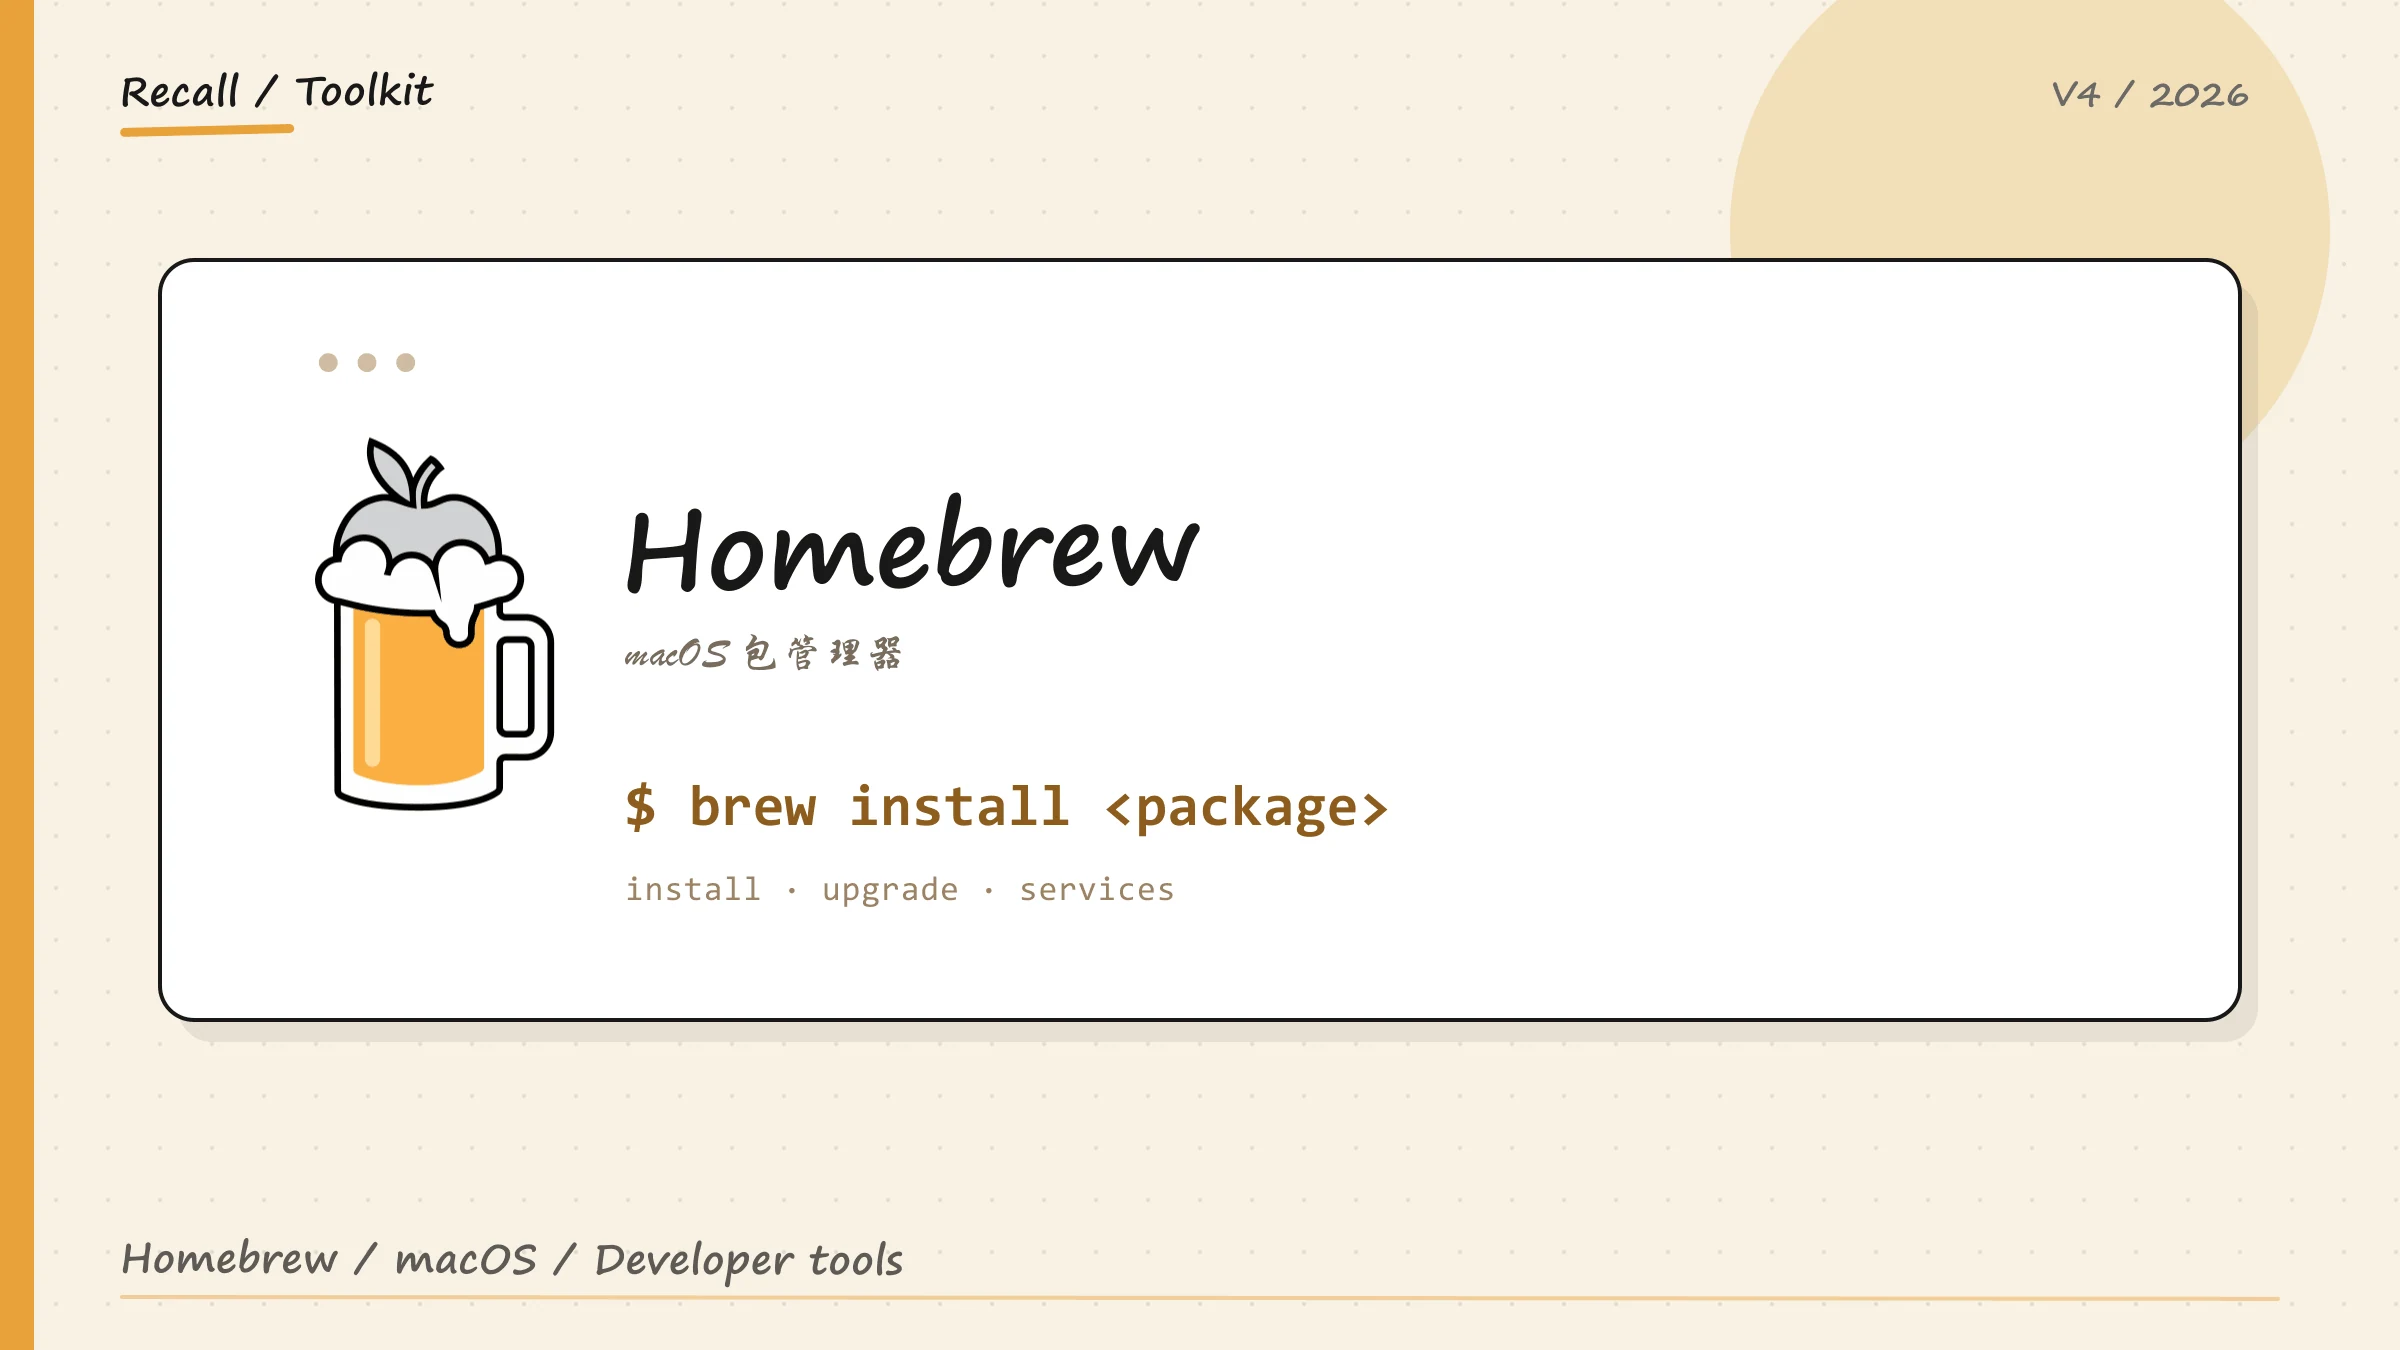 Recall / Toolkit
V4 / 2026
Homebrew
macOS 包管理器
$ brew install <package>
install · upgrade · services
Homebrew / macOS / Developer tools